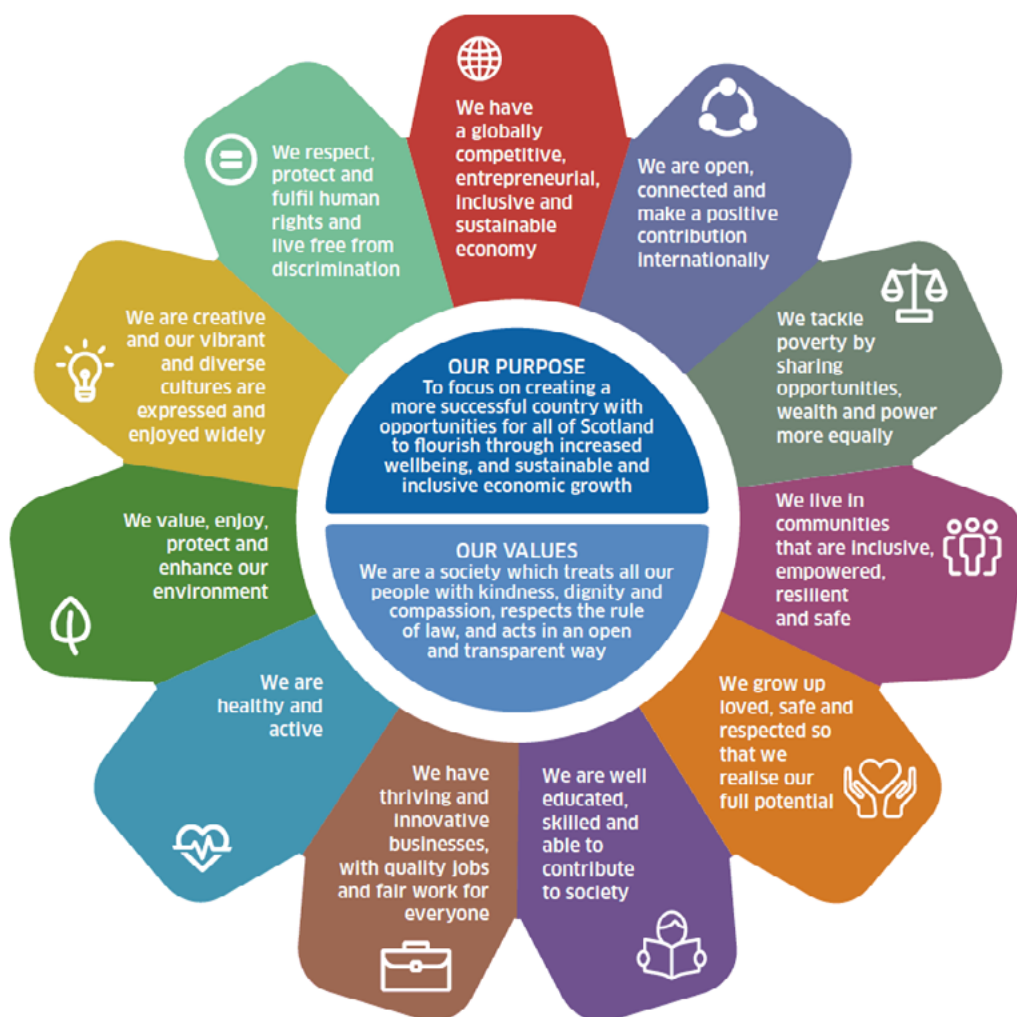 We have
a globally
competitive,
entrepreneurial,
inclusive and
sustainable
economy
We are open,
connected and
make a positive
contribution
internationally
We tackle
poverty by
sharing
opportunities,
wealth and power
more equally
We live in
communities
that are inclusive,
empowered,
resilient
and safe
We grow up
loved, safe and
respected so
that we
realise our
full potential
We are well
educated,
skilled and
able to
contribute
to society
We have
thriving and
innovative
businesses,
with quality jobs
and fair work for
everyone
We are
healthy and
active
We value, enjoy,
protect and
enhance our
environment
We are creative
and our vibrant
and diverse
cultures are
expressed and
enjoyed widely
We respect,
protect and
fulfil human
rights and
live free from
discrimination
OUR PURPOSE
To focus on creating a
more successful country with
opportunities for all of Scotland
to flourish through increased
wellbeing, and sustainable and
inclusive economic growth
OUR VALUES
We are a society which treats all our
people with kindness, dignity and
compassion, respects the rule
of law, and acts in an open
and transparent way